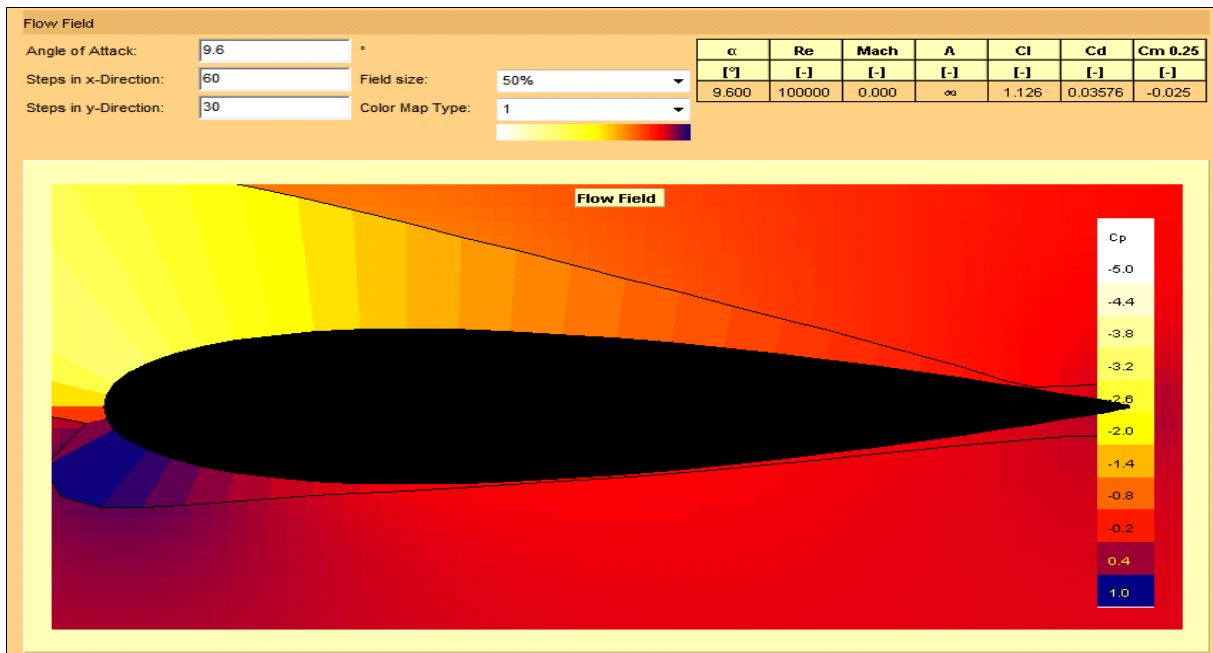 Flow Field
Angle of Attack: 9.6 °
Steps in x-Direction: 60 Field size: 50%
Steps in y-Direction: 30 Color Map Type: 1
α Re Mach Λ Cl Cd Cm 0.25
[°] [-] [-] [-] [-] [-] [-]
9.600 100000 0.000 ∞ 1.126 0.03576 -0.025
Flow Field
Cp
-5.0
-4.4
-3.8
-3.2
-2.6
-2.0
-1.4
-0.8
-0.2
0.4
1.0